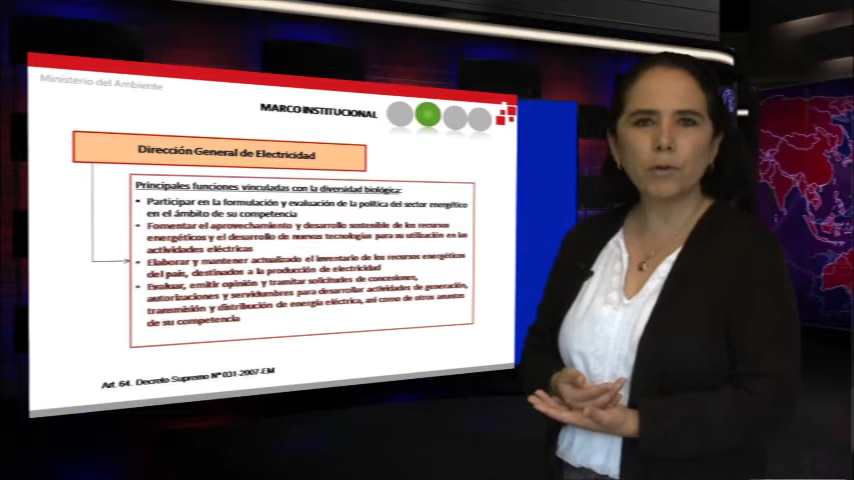 Ministerio del Ambiente
MARCO INSTITUCIONAL
Dirección General de Electricidad
Principales funciones vinculadas con la diversidad biológica:
• Participar en la formulación y evaluación de la política del sector energético
en el ámbito de su competencia
• Fomentar el aprovechamiento y desarrollo sostenible de los recursos
energéticos y el desarrollo de nuevas tecnologías para su utilización en las
actividades eléctricas
• Elaborar y mantener actualizado el inventario de los recursos energéticos
del país, destinados a la producción de electricidad
• Evaluar, emitir opinión y tramitar solicitudes de concesiones,
autorizaciones y servidumbres para desarrollar actividades de generación,
transmisión y distribución de energía eléctrica, así como de otros asuntos
de su competencia
Art. 64. Decreto Supremo N° 031-2007-EM